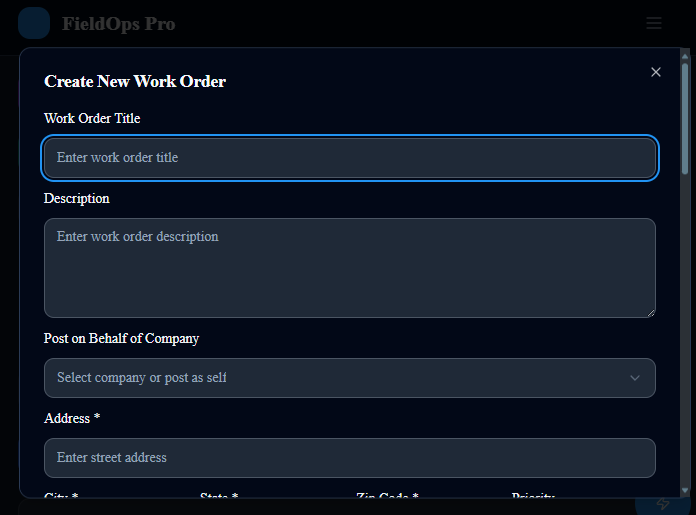 FieldOps Pro
Create New Work Order
Work Order Title
Enter work order title
Description
Enter work order description
Post on Behalf of Company
Select company or post as self
Address *
Enter street address
City * State * Zip Code * Priority